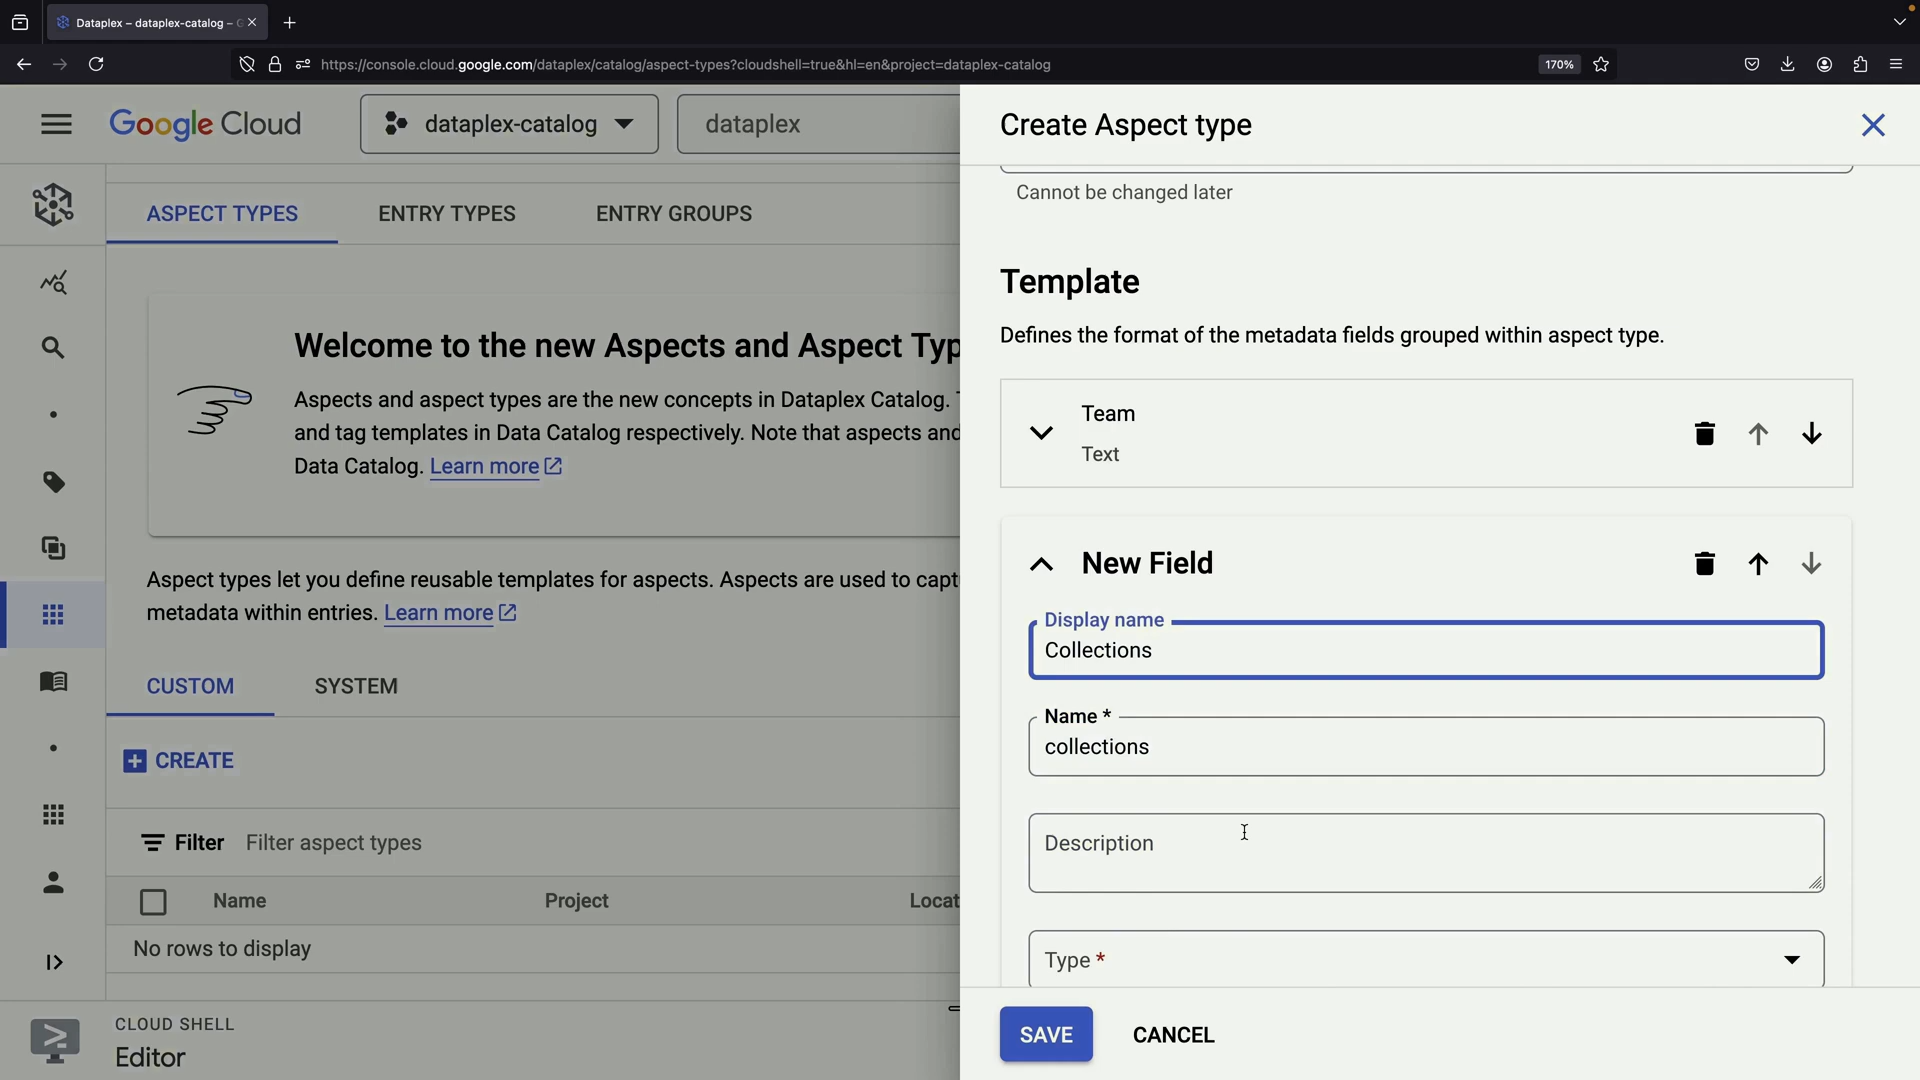 Dataplex – dataplex-catalog –
https://console.cloud.google.com/dataplex/catalog/aspect-types?cloudshell=true&hl=en&project=dataplex-catalog
170%
Google Cloud
dataplex-catalog
dataplex
Create Aspect type
Cannot be changed later
ASPECT TYPES
ENTRY TYPES
ENTRY GROUPS
Template
Defines the format of the metadata fields grouped within aspect type.
Welcome to the new Aspects and Aspect Typ
Aspects and aspect types are the new concepts in Dataplex Catalog.
and tag templates in Data Catalog respectively. Note that aspects and
Data Catalog. Learn more
Team
Text
New Field
Display name
Collections
Aspect types let you define reusable templates for aspects. Aspects are used to capt
metadata within entries. Learn more
Name *
collections
CUSTOM
SYSTEM
CREATE
Description
Filter
Filter aspect types
Name
Project
Locat
No rows to display
Type *
SAVE
CANCEL
CLOUD SHELL
Editor